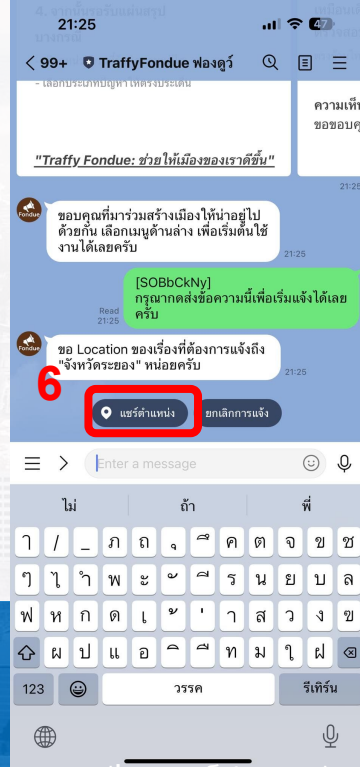 21:25
47
99+
TraffyFondue ฟองดูว์
- เลือกประเภทปัญหาให้ตรงประเด็น
"Traffy Fondue: ช่วยให้เมืองของเราดีขึ้น"
ความเห็น
ขอขอบคุ
21:25
Fondue
ขอบคุณที่มาร่วมสร้างเมืองให้น่าอยู่ไป
ด้วยกัน เลือกเมนูด้านล่าง เพื่อเริ่มต้นใช้
งานได้เลยครับ
21:25
[SOBbCkNy]
กรุณากดส่งข้อความนี้เพื่อเริ่มแจ้งได้เลย
ครับ
Read
21:25
Fondue
ขอ Location ของเรื่องที่ต้องการแจ้งถึง
"จังหวัดระยอง" หน่อยครับ
21:25
6
แชร์ตำแหน่ง
ยกเลิกการแจ้ง
Enter a message
ไม่ ถ้า พี่
ๅ / _ ภ ถ ุ ึ ค ต จ ข ช
ๆ ไ ำ พ ะ ั ี ร น ย บ ล
ฟ ห ก ด เ ้ ่ า ส ว ง ฃ
ผ ป แ อ ิ ื ท ม ใ ฝ
123 วรรค รีเทิร์น